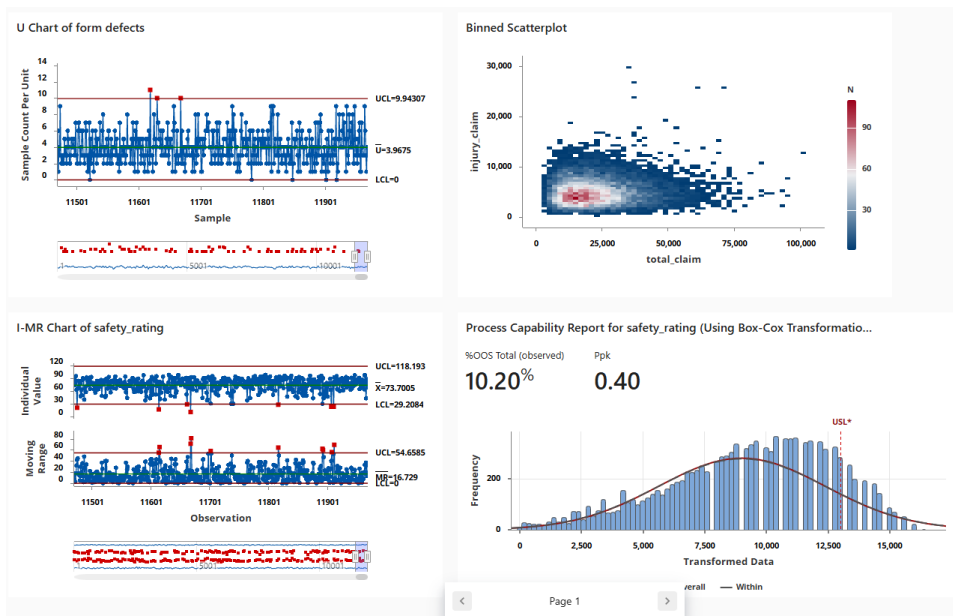 U Chart of form defects
14
12
10
8
6
4
2
0
Sample Count Per Unit
UCL=9.94307
U=3.9675
LCL=0
11501 11601 11701 11801 11901
Sample
1 5001 10001
Binned Scatterplot
30,000
20,000
10,000
0
injury_claim
0 25,000 50,000 75,000 100,000
total_claim
N
90
60
30
I-MR Chart of safety_rating
120
90
60
30
0
Individual
Value
UCL=118.193
X=73.7005
LCL=29.2084
80
60
40
20
0
Moving
Range
UCL=54.6585
MR=16.729
LCL=0
11501 11601 11701 11801 11901
Observation
1 5001 10001
Process Capability Report for safety_rating (Using Box-Cox Transformatio...
%OOS Total (observed) Ppk
10.20% 0.40
USL*
200
0
Frequency
0 2,500 5,000 7,500 10,000 12,500 15,000
Transformed Data
verall Within
Page 1